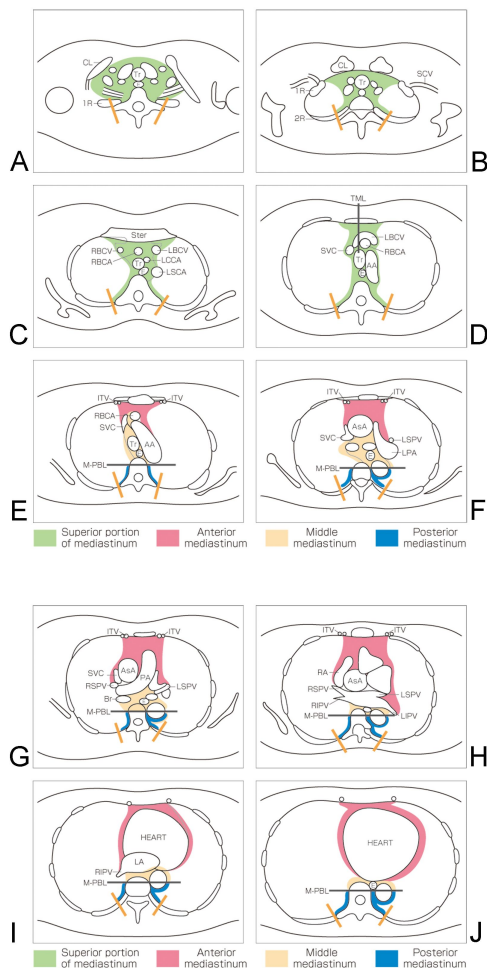 CL
Tr
1R
A
CL
Tr
SCV
1R
2R
B
Ster
RBCV
LBCV
RBCA
LCCA
Tr
LSCA
C
TML
LBCV
SVC
RBCA
Tr
AA
E
D
ITV
ITV
RBCA
SVC
Tr
AA
E
M-PBL
E
ITV
ITV
AsA
SVC
LSPV
E
LPA
M-PBL
F
Superior portion
of mediastinum
Anterior
mediastinum
Middle
mediastinum
Posterior
mediastinum
ITV
ITV
SVC
AsA
PA
RSPV
LSPV
Br
M-PBL
G
ITV
ITV
RA
AsA
RSPV
LSPV
RIPV
M-PBL
LIPV
H
HEART
LA
RIPV
M-PBL
I
HEART
E
M-PBL
J
Superior portion
of mediastinum
Anterior
mediastinum
Middle
mediastinum
Posterior
mediastinum